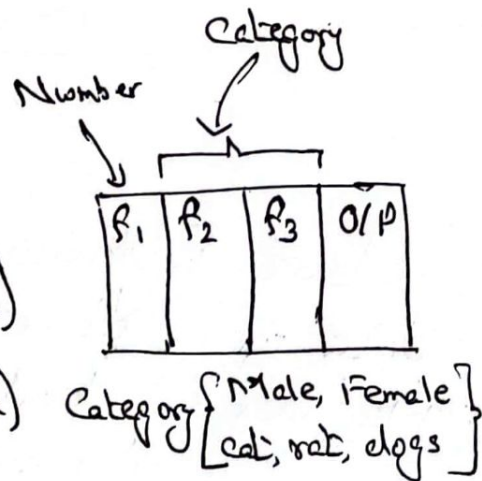 Category
Number
f1 f2 f3 O/P
)
) Category { Male, Female }
cat, rat, dogs